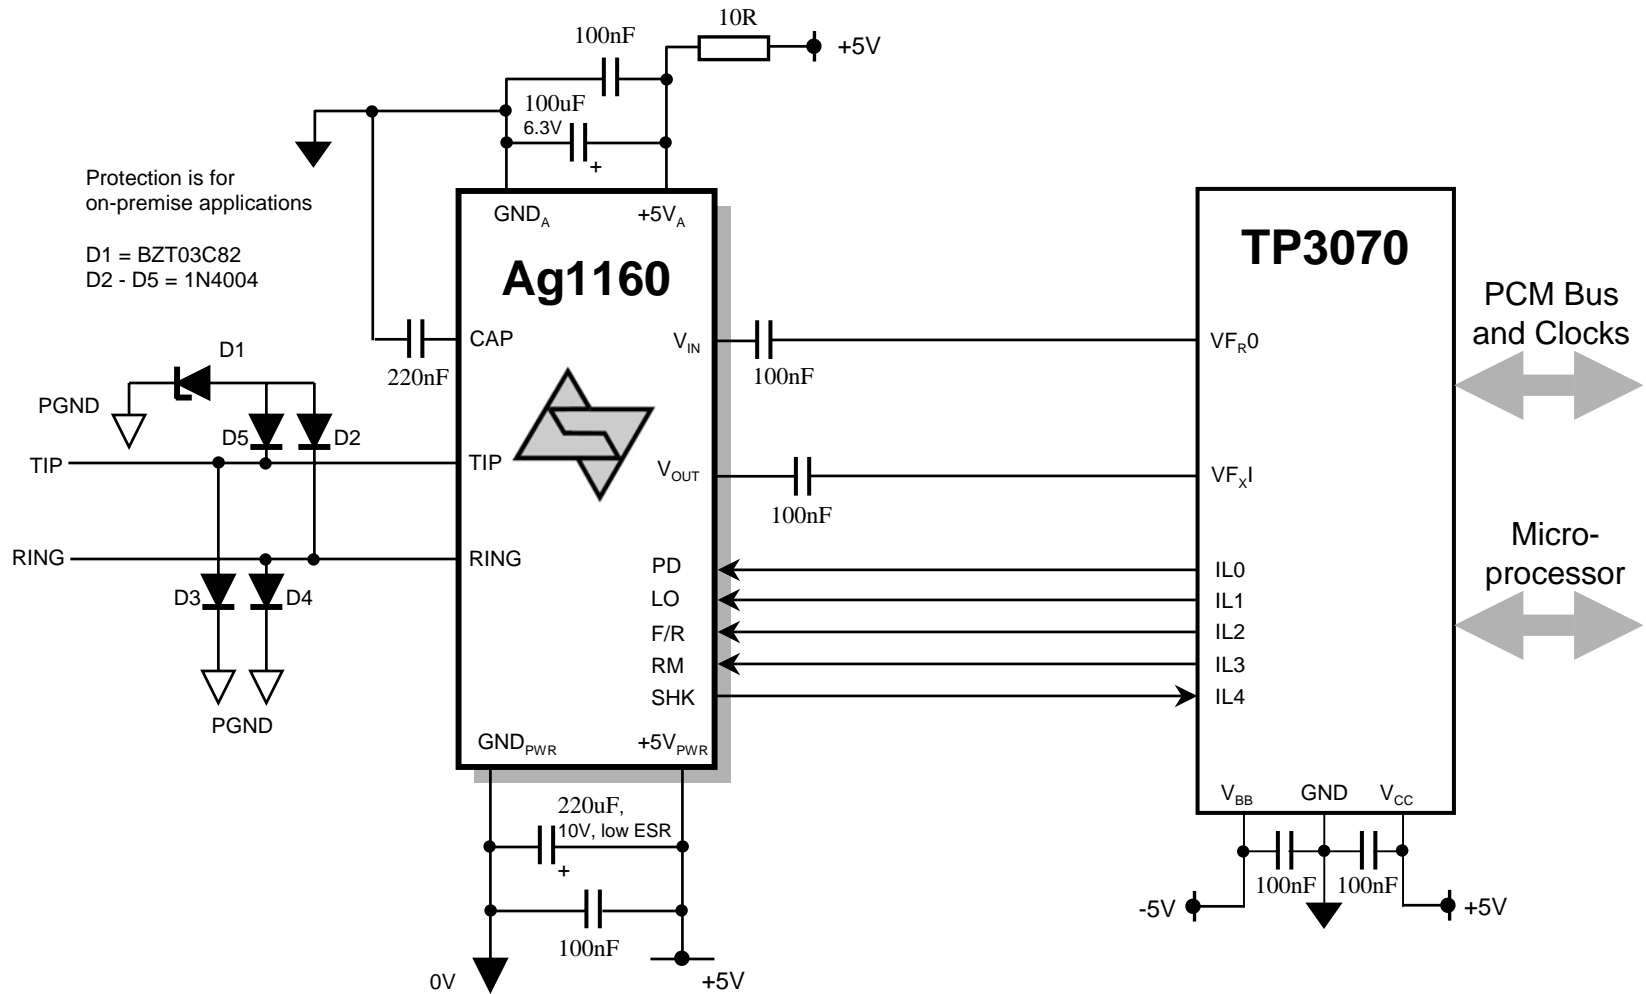 10R
100nF
+5V
100uF
6.3V
+
Protection is for
on-premise applications
D1 = BZT03C82
D2 - D5 = 1N4004
GNDA
+5VA
Ag1160
TP3070
PCM Bus
and Clocks
CAP
VIN
VFR0
D1
220nF
100nF
PGND
D5
D2
TIP
TIP
VOUT
VFXI
100nF
RING
RING
Micro-
processor
PD
IL0
LO
IL1
D3
D4
F/R
IL2
RM
IL3
SHK
IL4
PGND
GNDPWR
+5VPWR
VBB
GND
VCC
220uF,
10V, low ESR
+
100nF
100nF
-5V
+5V
100nF
0V
+5V